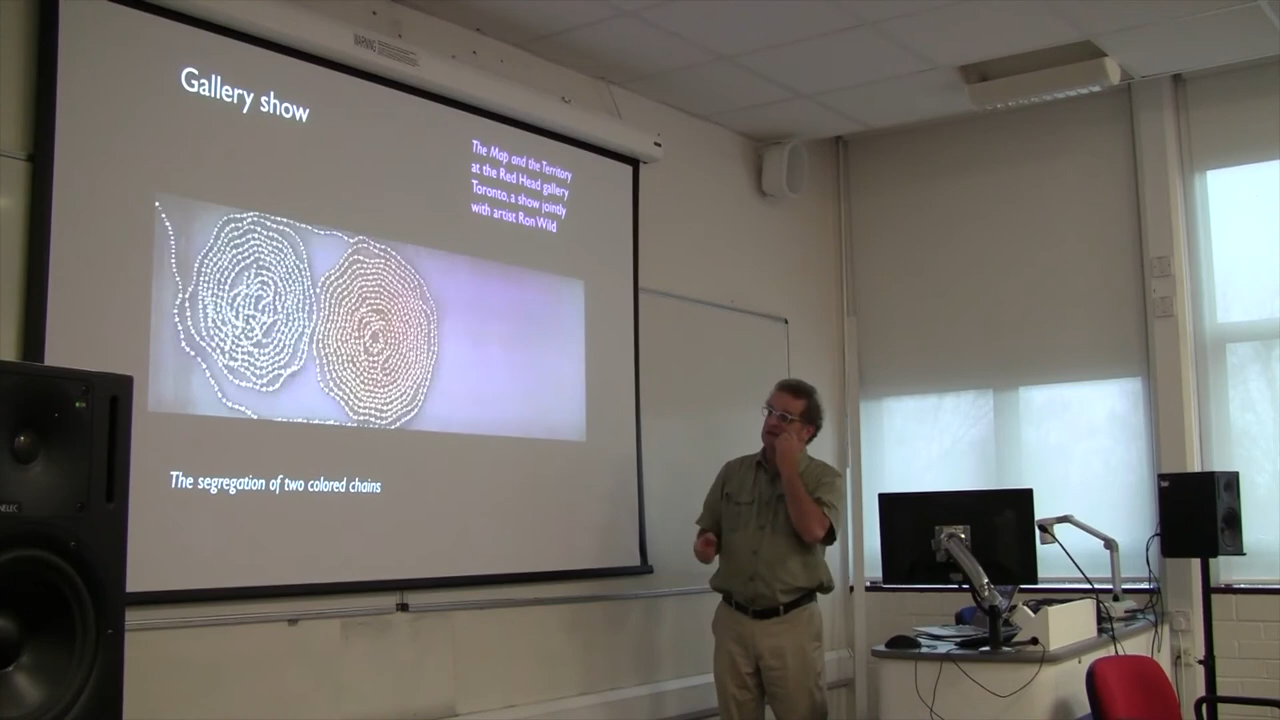 WARNING
Gallery show
The Map and the Territory
at the Red Head gallery
Toronto, a show jointly
with artist Ron Wild
The segregation of two colored chains